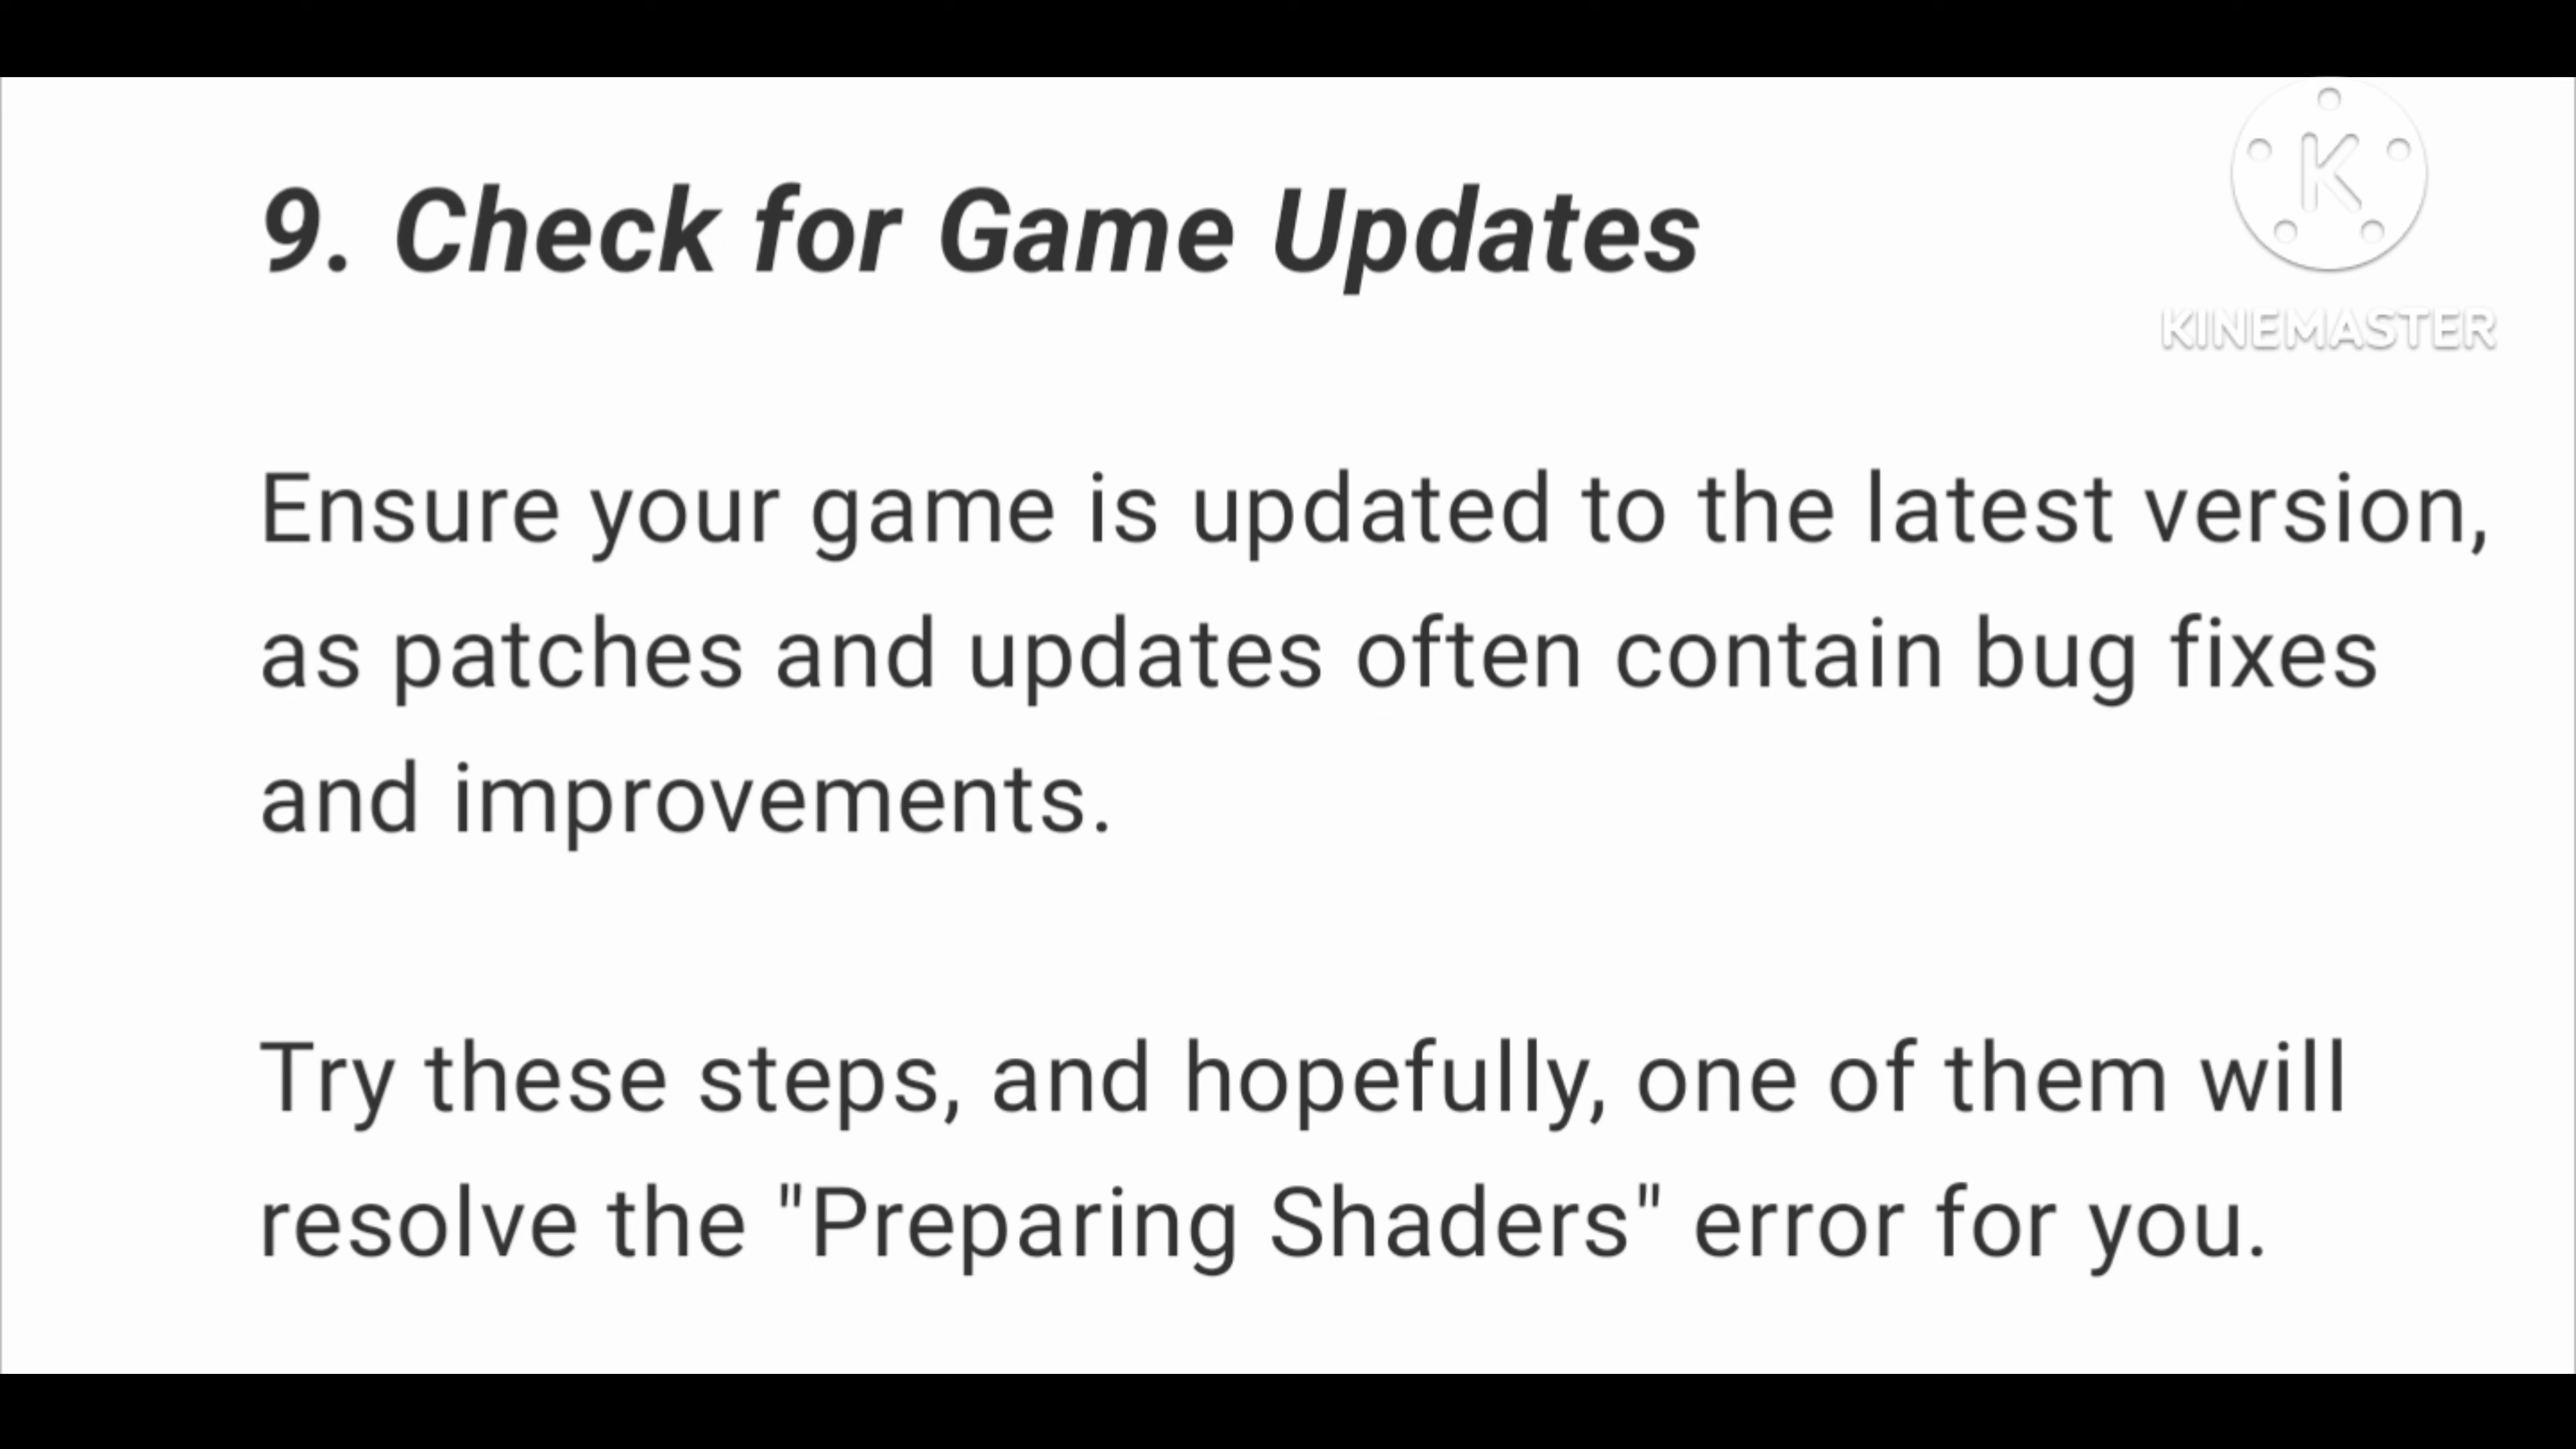 9. Check for Game Updates
K
KINEMASTER
Ensure your game is updated to the latest version,
as patches and updates often contain bug fixes
and improvements.
Try these steps, and hopefully, one of them will
resolve the "Preparing Shaders" error for you.